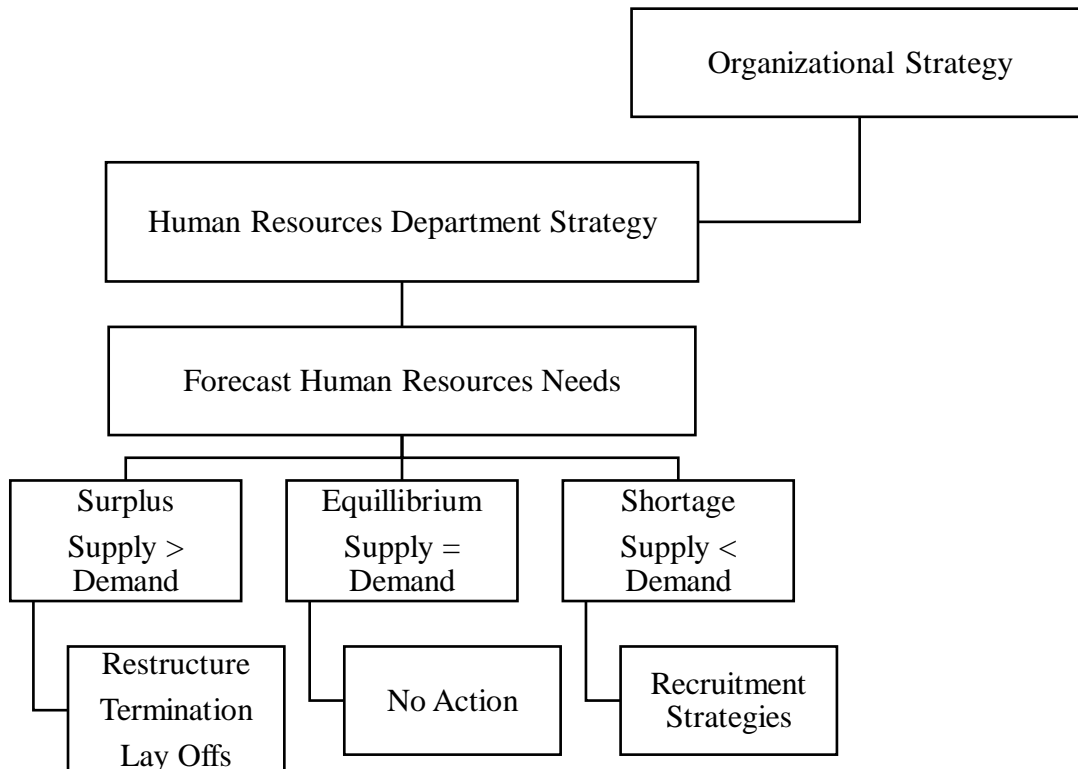 Organizational Strategy
Human Resources Department Strategy
Forecast Human Resources Needs
Surplus
Supply >
Demand
Equillibrium
Supply =
Demand
Shortage
Supply <
Demand
Restructure
Termination
Lay Offs
No Action
Recruitment
Strategies